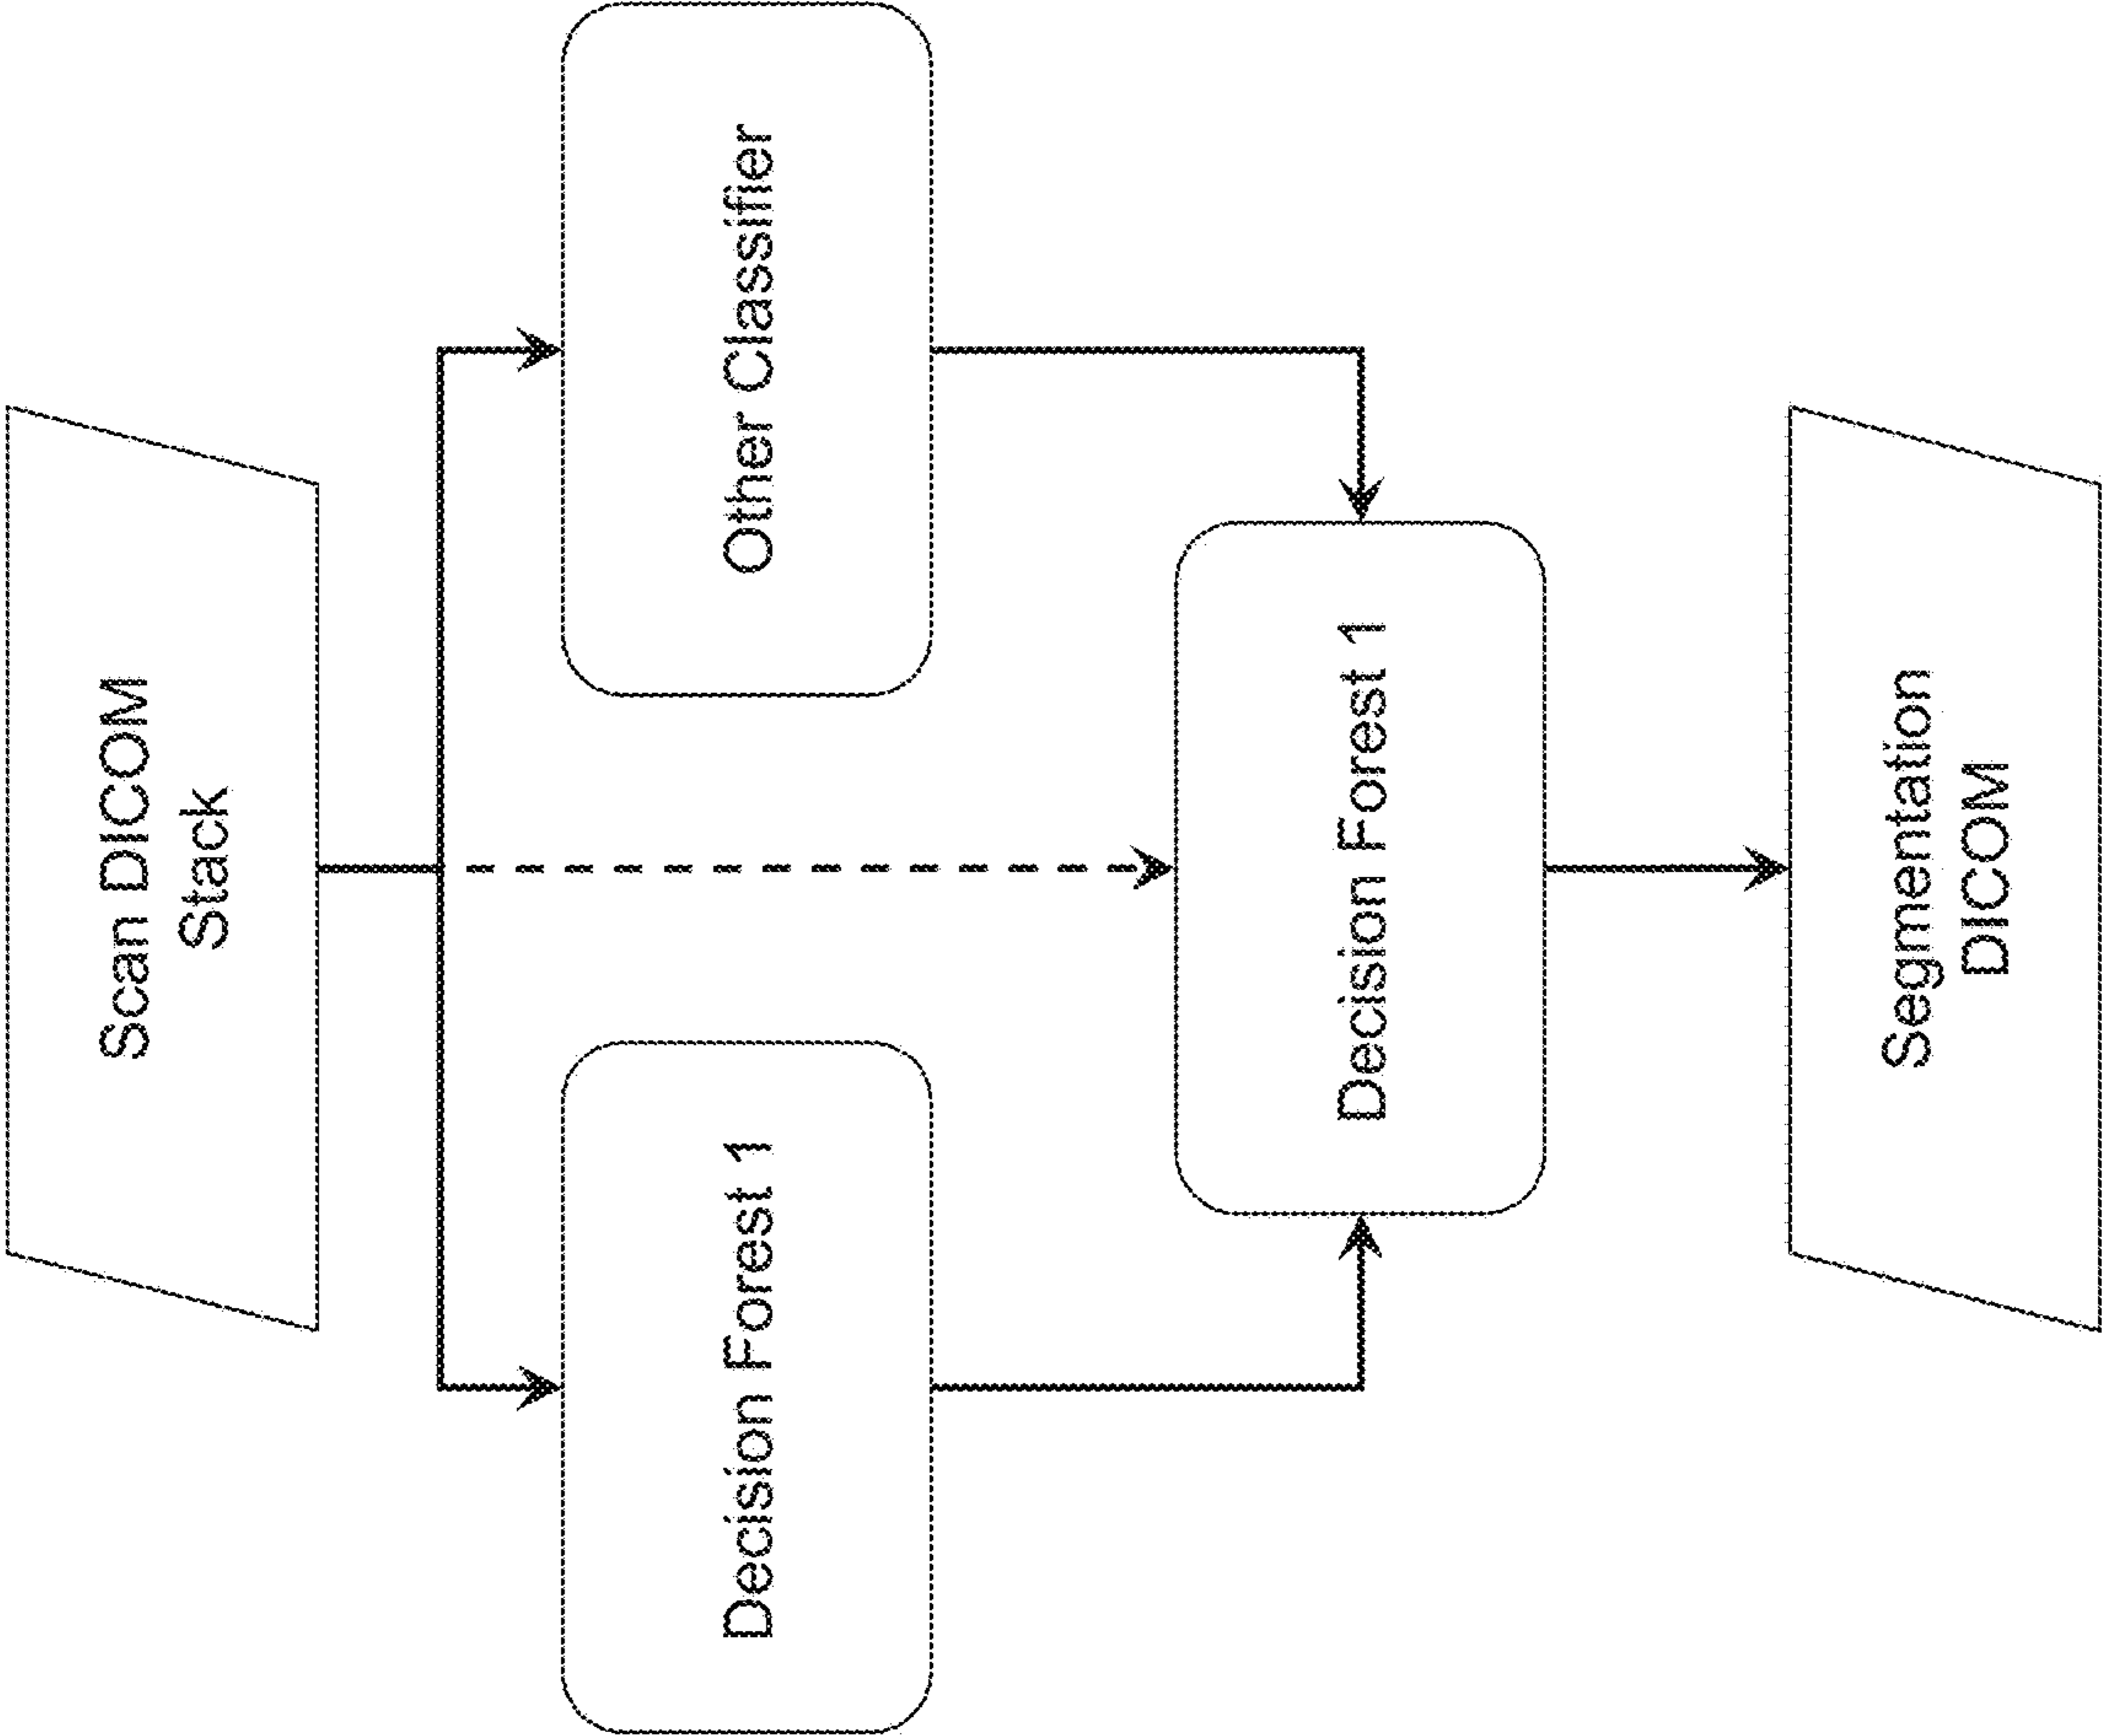 Scan DICOM
Stack
Decision Forest 1
Other Classifier
Decision Forest 1
Segmentation
DICOM